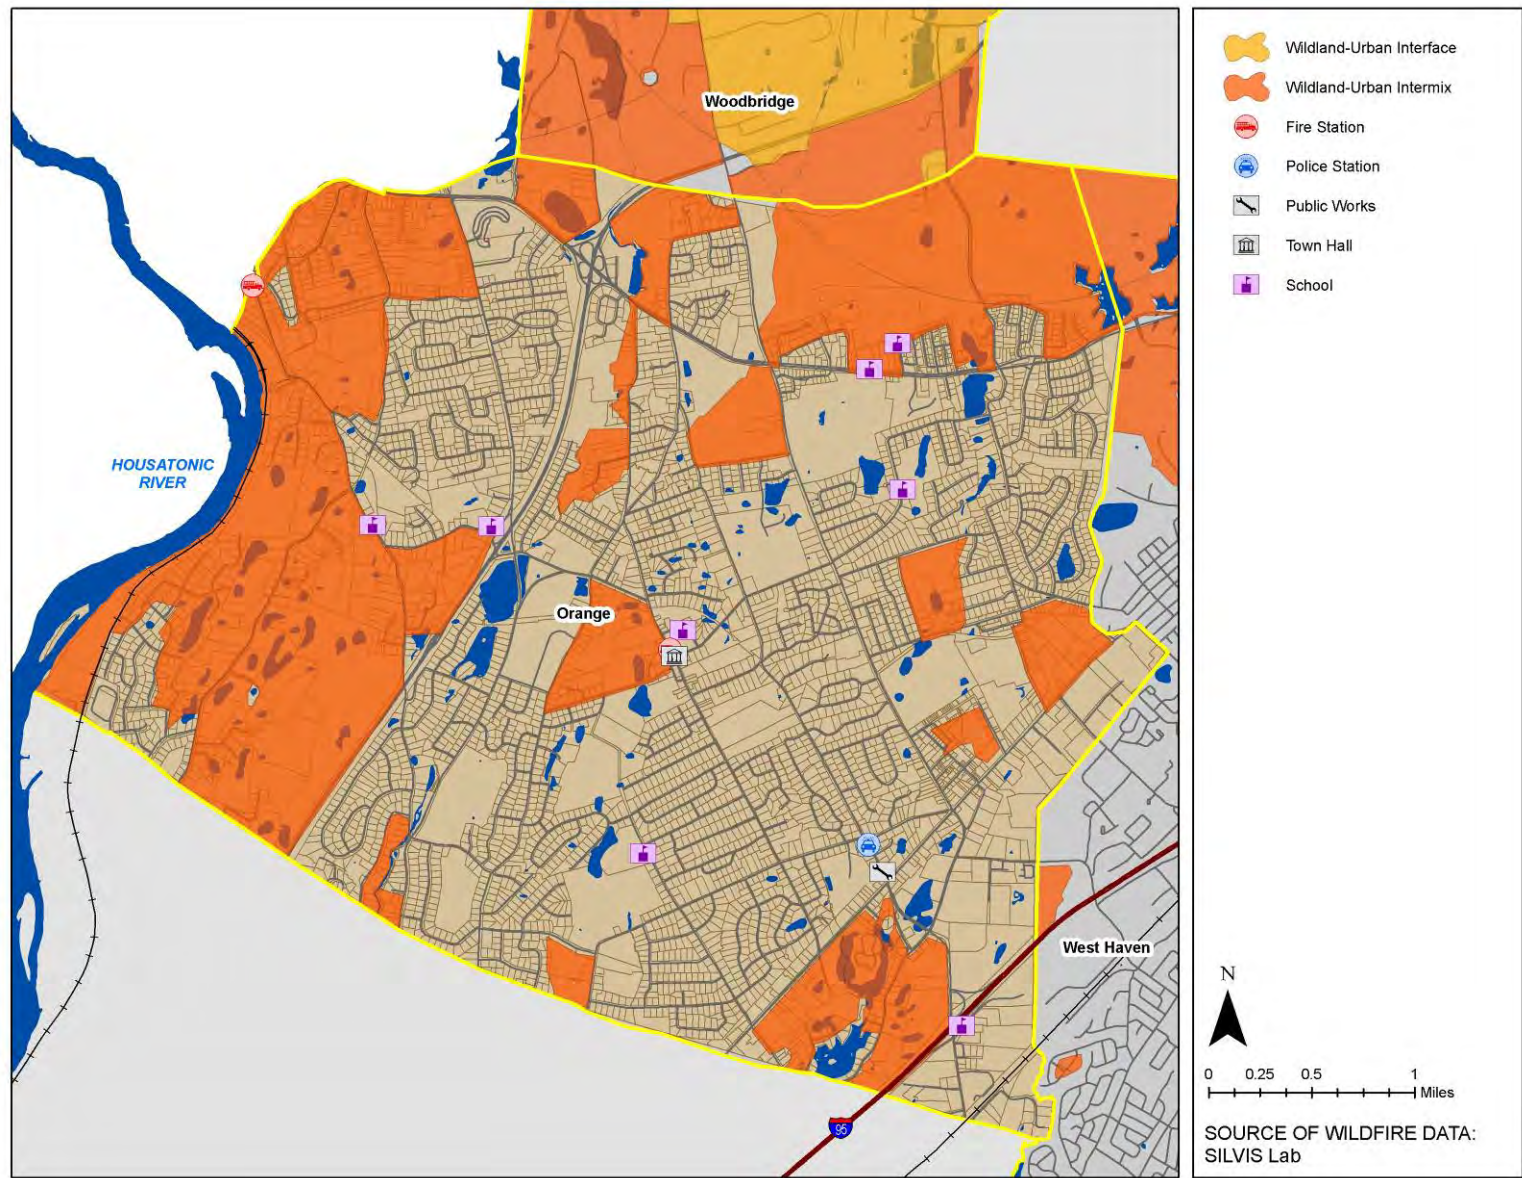 Woodbridge
HOUSATONIC
RIVER
Orange
West Haven
95
Wildland-Urban Interface
Wildland-Urban Intermix
Fire Station
Police Station
Public Works
Town Hall
School
N
0 0.25 0.5 1
Miles
SOURCE OF WILDFIRE DATA:
SILVIS Lab